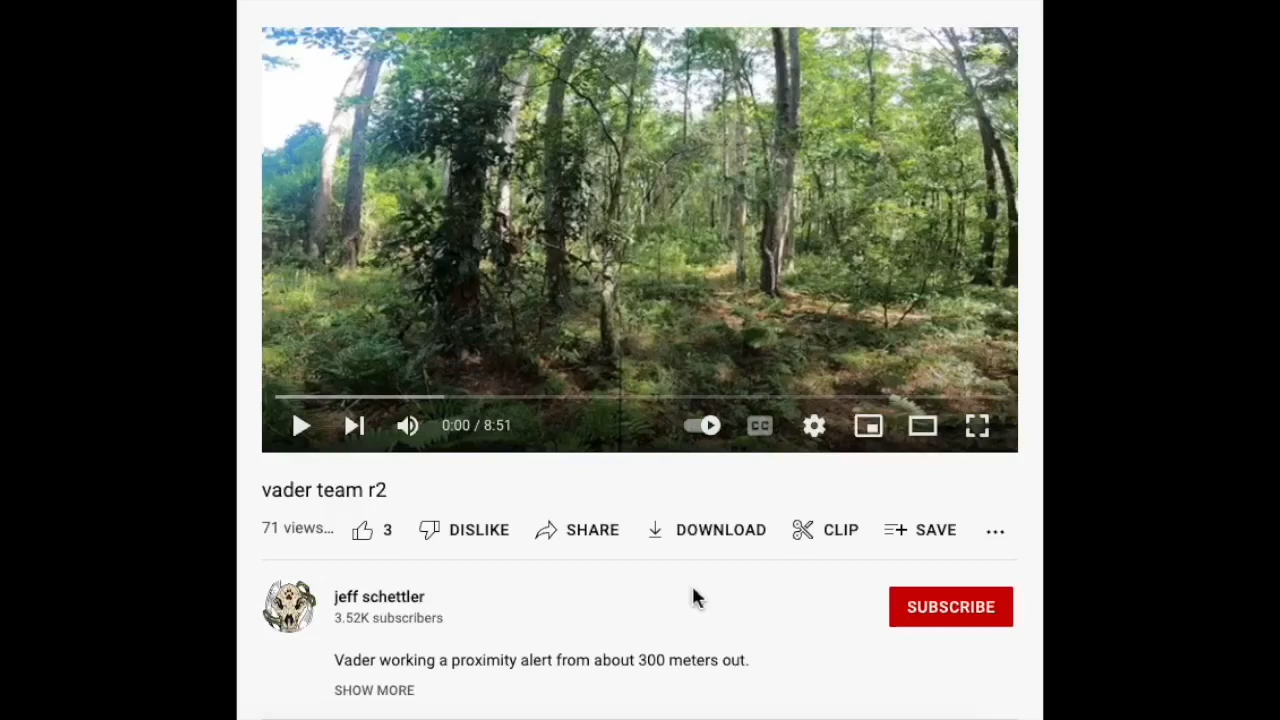 0:00 / 8:51
CC
vader team r2
71 views... 3 DISLIKE SHARE DOWNLOAD CLIP SAVE ...
jeff schettler
3.52K subscribers
SUBSCRIBE
Vader working a proximity alert from about 300 meters out.
SHOW MORE